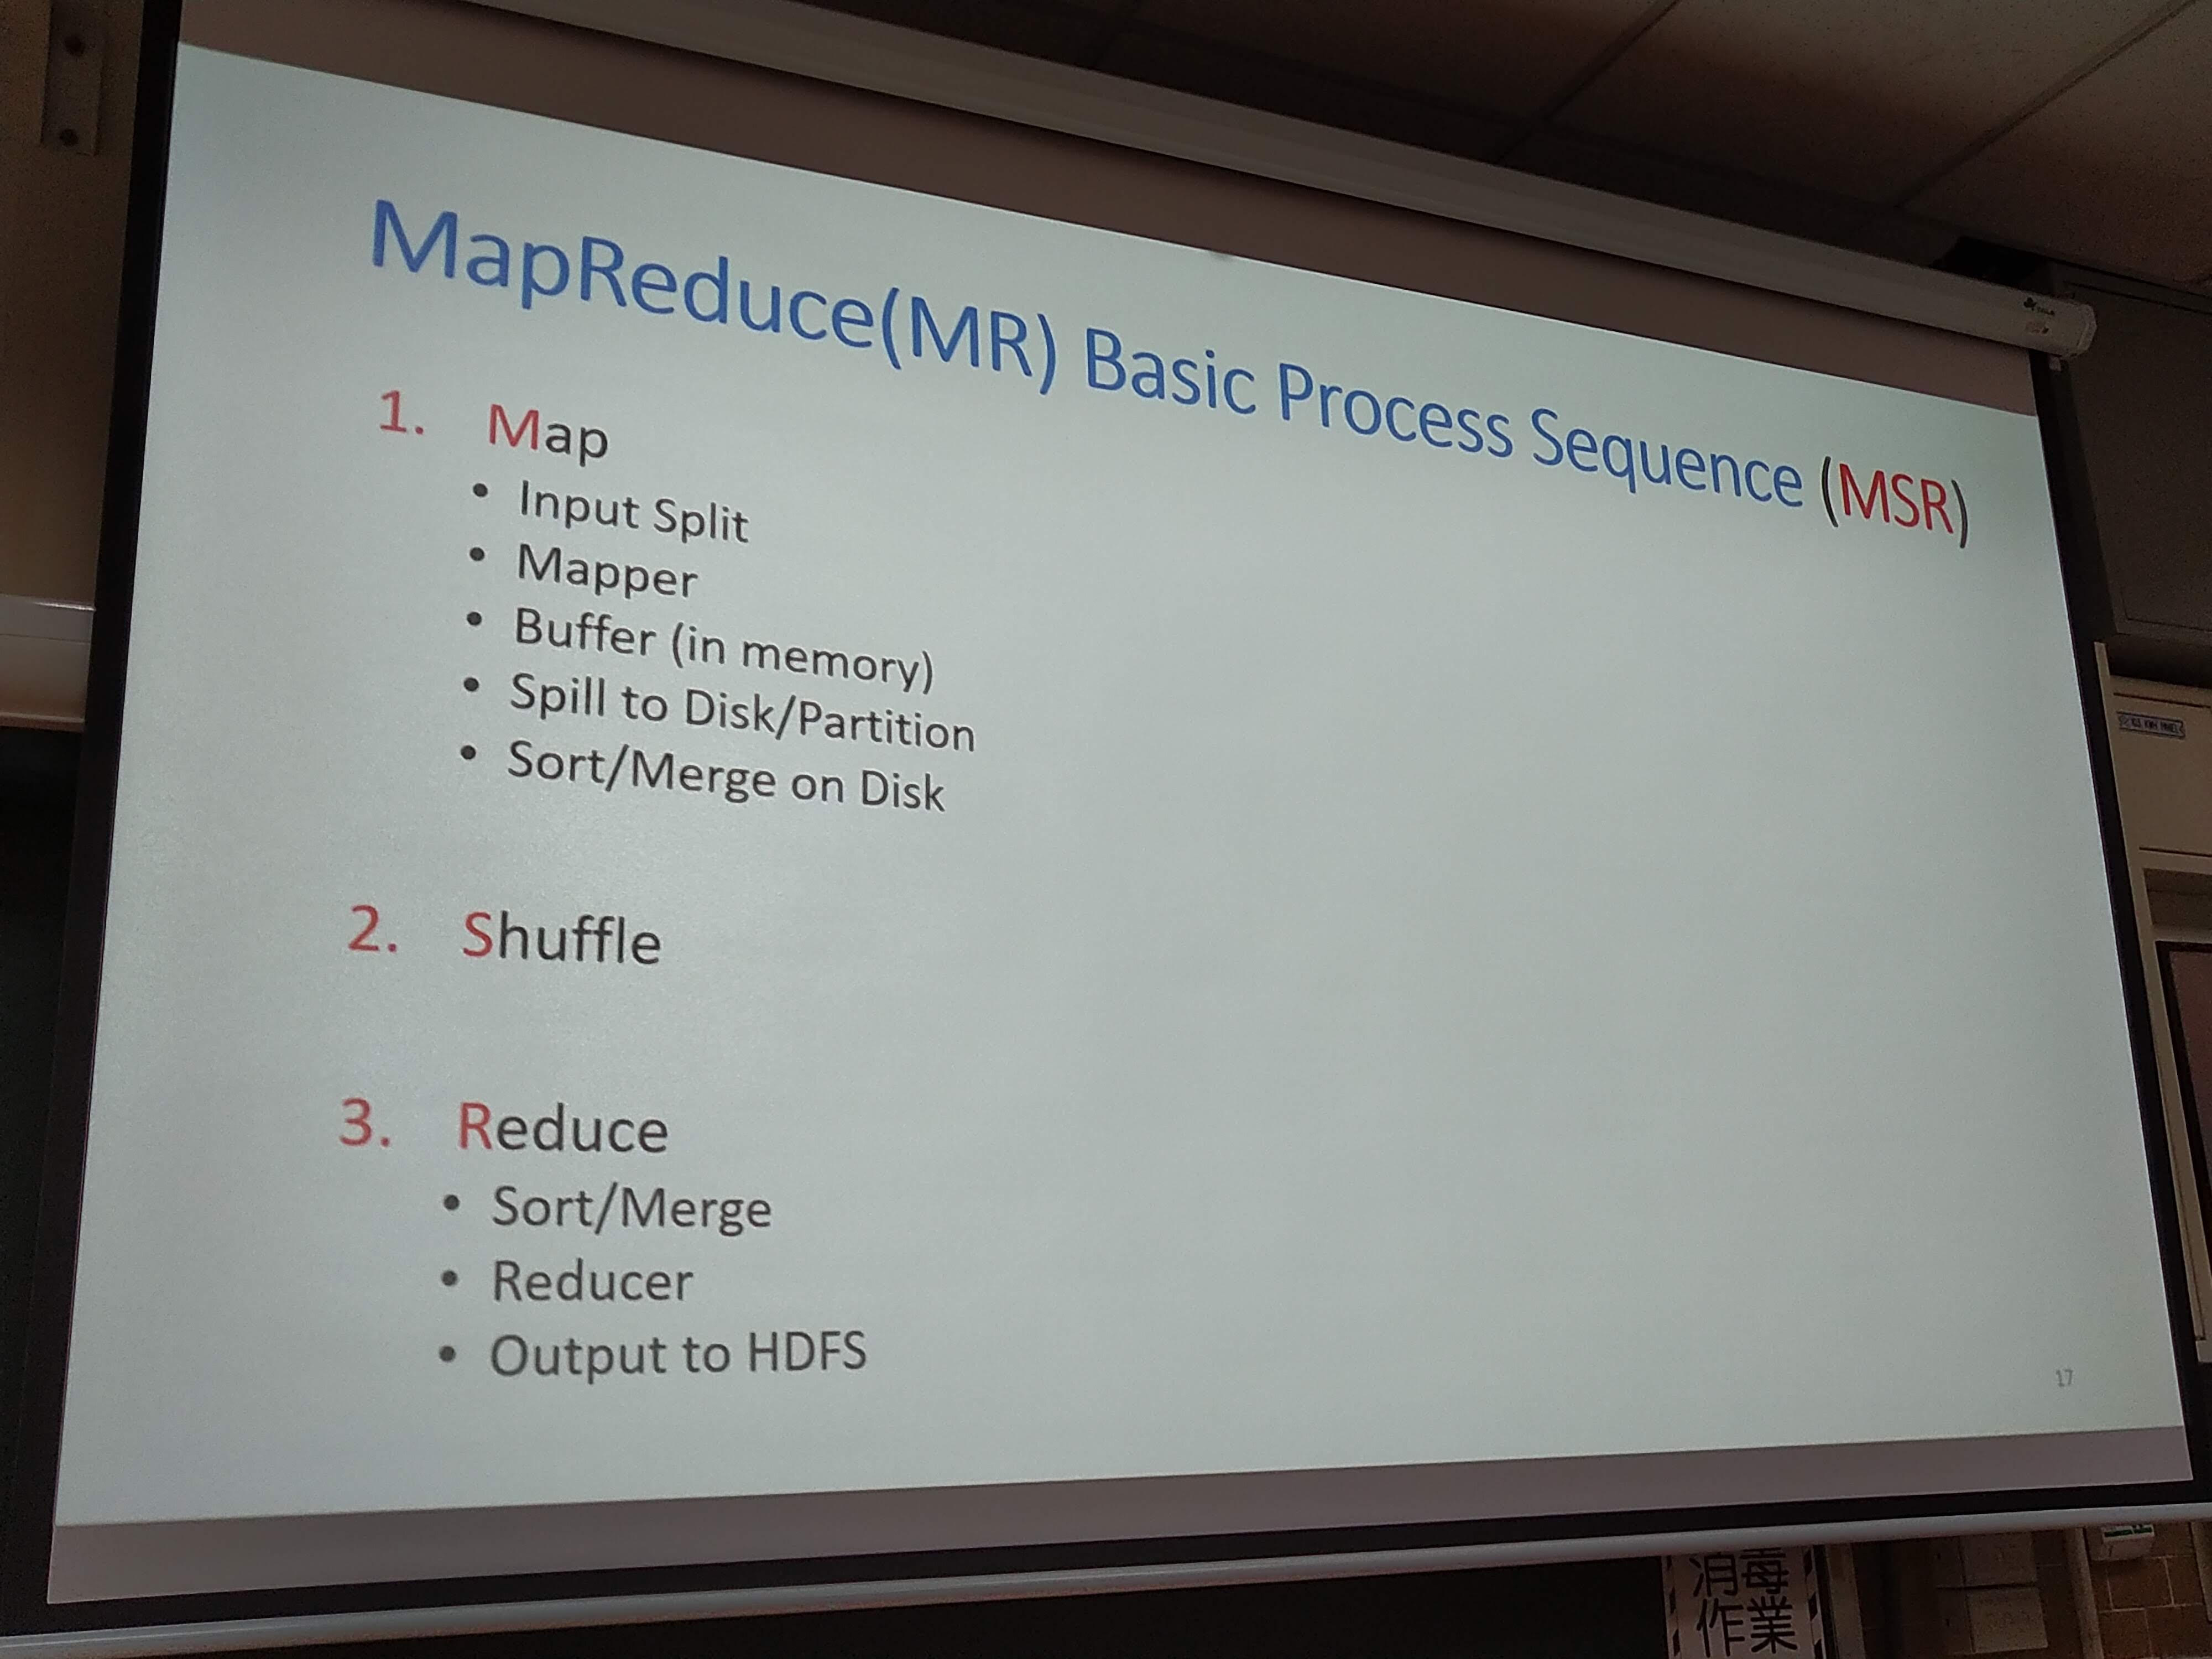 MapReduce(MR) Basic Process Sequence (MSR)
1. Map
• Input Split
• Mapper
• Buffer (in memory)
• Spill to Disk/Partition
• Sort/Merge on Disk
2. Shuffle
3. Reduce
• Sort/Merge
• Reducer
• Output to HDFS
17
消毒
作業